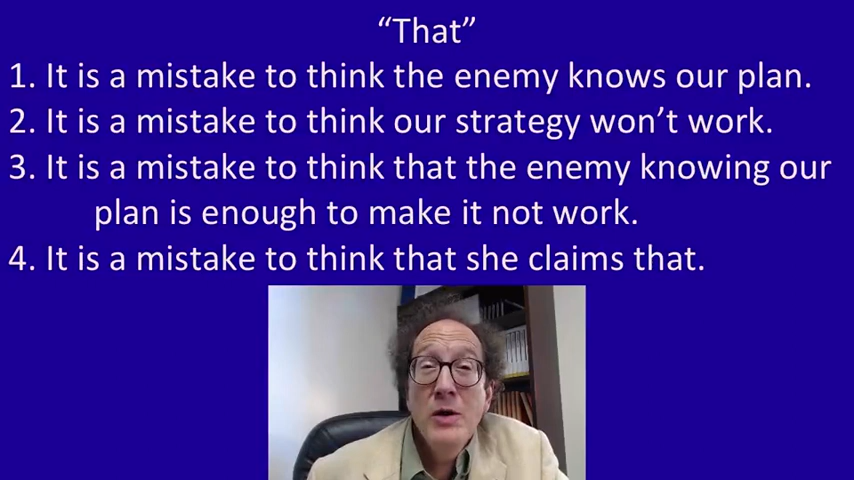 “That”
1. It is a mistake to think the enemy knows our plan.
2. It is a mistake to think our strategy won’t work.
3. It is a mistake to think that the enemy knowing our
plan is enough to make it not work.
4. It is a mistake to think that she claims that.